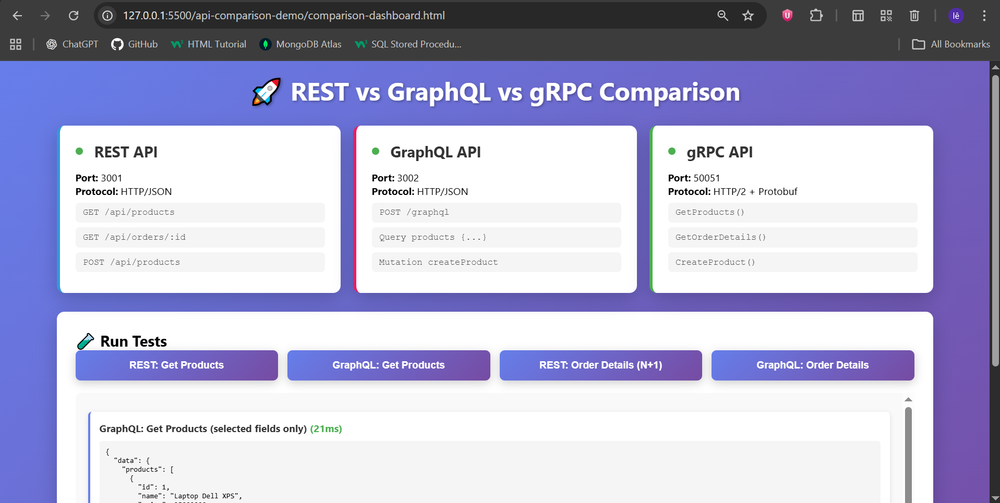 127.0.0.1:5500/api-comparison-demo/comparison-dashboard.html
lê
ChatGPT
GitHub
HTML Tutorial
MongoDB Atlas
SQL Stored Procedu...
All Bookmarks
REST vs GraphQL vs gRPC Comparison
REST API
Port: 3001
Protocol: HTTP/JSON
GET /api/products
GET /api/orders/:id
POST /api/products
GraphQL API
Port: 3002
Protocol: HTTP/JSON
POST /graphql
Query products {...}
Mutation createProduct
gRPC API
Port: 50051
Protocol: HTTP/2 + Protobuf
GetProducts()
GetOrderDetails()
CreateProduct()
Run Tests
REST: Get Products
GraphQL: Get Products
REST: Order Details (N+1)
GraphQL: Order Details
GraphQL: Get Products (selected fields only) (21ms)
{
"data": {
"products": [
{
"id": 1,
"name": "Laptop Dell XPS",